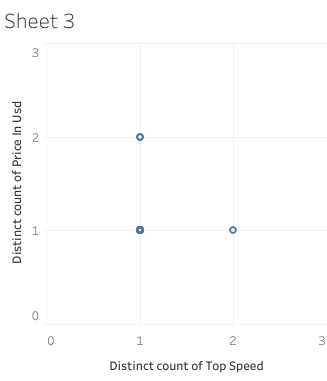 Sheet 3
Distinct count of Price In Usd
3
2
1
0
0 1 2 3
Distinct count of Top Speed